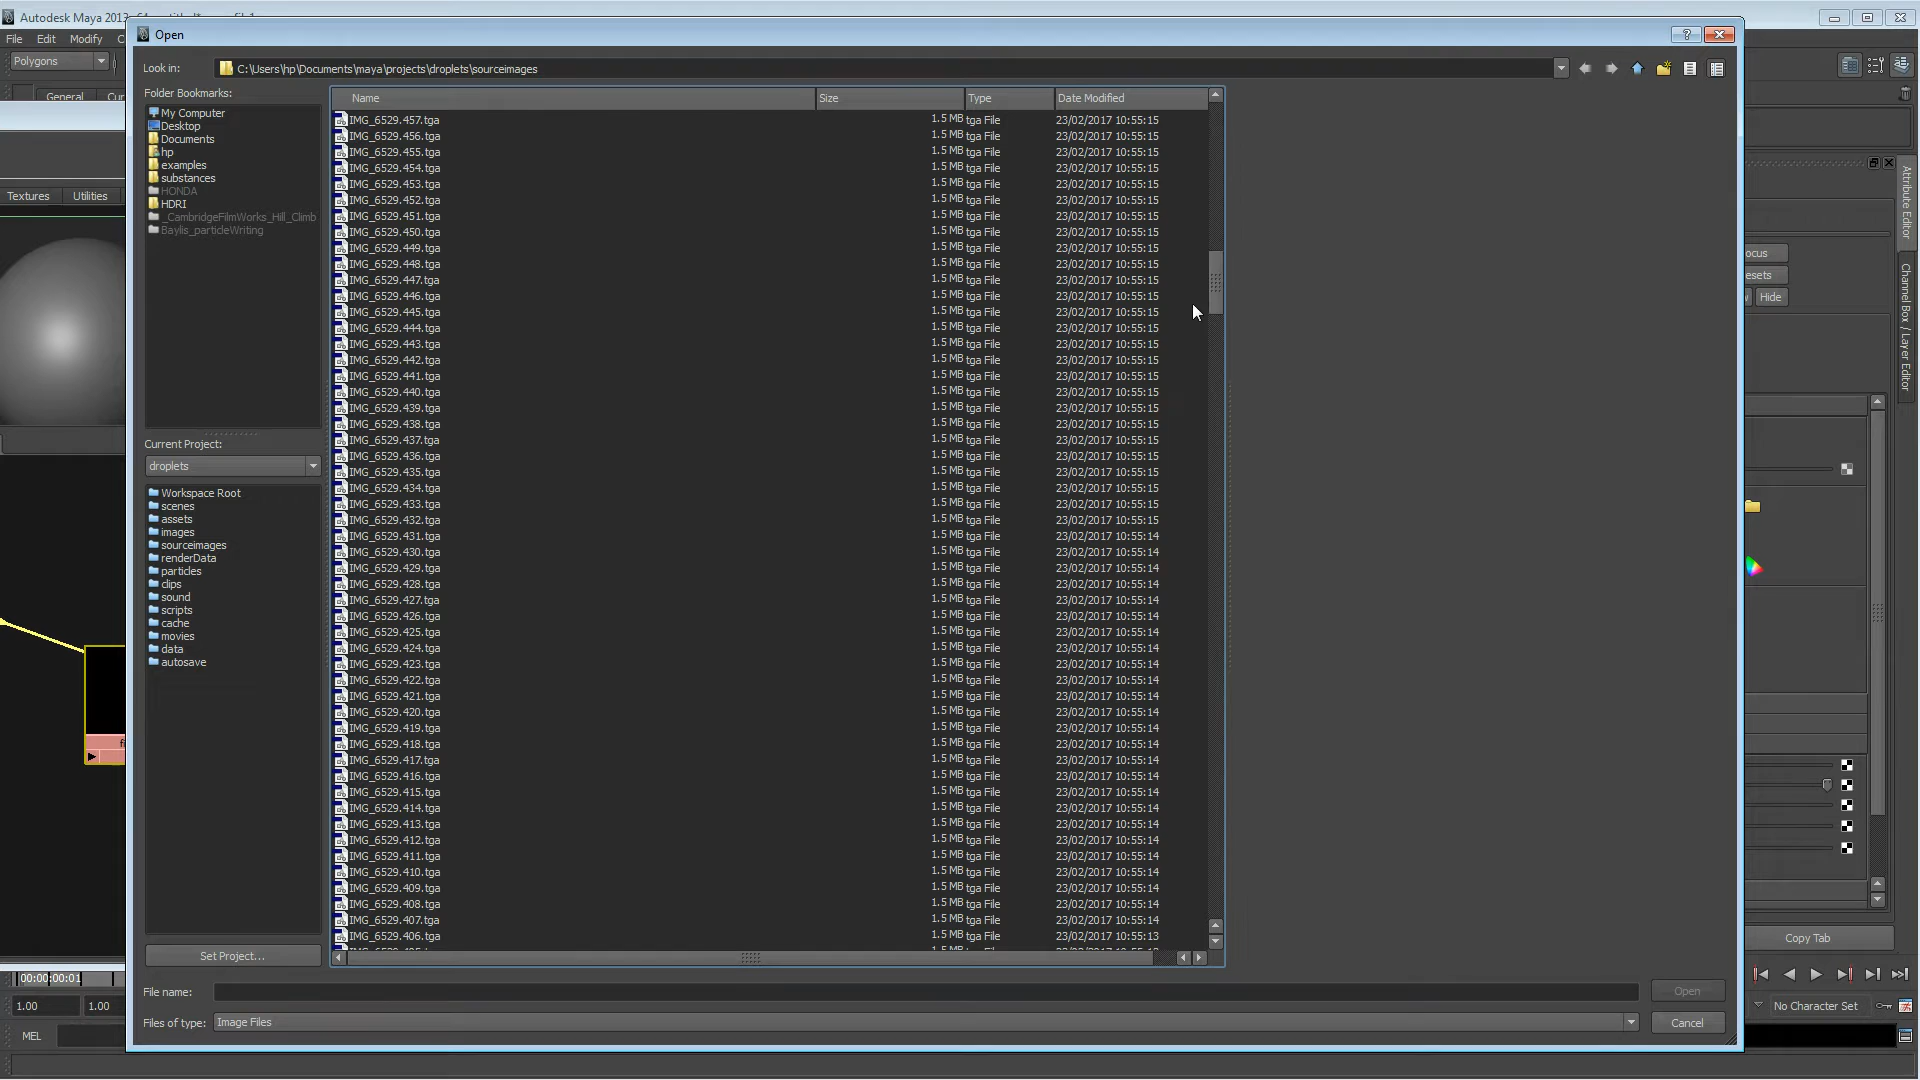 Autodesk Maya 2013
Open
File Edit Modify
Polygons
General
Textures Utilities
Look in: C:\Users\hp\Documents\maya\projects\droplets\sourceimages
Folder Bookmarks:
My Computer
Desktop
Documents
hp
examples
substances
HONDA
HDRI
_CambridgeFilmWorks_Hill_Climb
Baylis_particleWriting
Current Project:
droplets
Workspace Root
scenes
assets
images
sourceimages
renderData
particles
clips
sound
scripts
cache
movies
data
autosave
Set Project...
Name Size Type Date Modified
IMG_6529.457.tga 1.5 MB tga File 23/02/2017 10:55:15
IMG_6529.456.tga 1.5 MB tga File 23/02/2017 10:55:15
IMG_6529.455.tga 1.5 MB tga File 23/02/2017 10:55:15
IMG_6529.454.tga 1.5 MB tga File 23/02/2017 10:55:15
IMG_6529.453.tga 1.5 MB tga File 23/02/2017 10:55:15
IMG_6529.452.tga 1.5 MB tga File 23/02/2017 10:55:15
IMG_6529.451.tga 1.5 MB tga File 23/02/2017 10:55:15
IMG_6529.450.tga 1.5 MB tga File 23/02/2017 10:55:15
IMG_6529.449.tga 1.5 MB tga File 23/02/2017 10:55:15
IMG_6529.448.tga 1.5 MB tga File 23/02/2017 10:55:15
IMG_6529.447.tga 1.5 MB tga File 23/02/2017 10:55:15
IMG_6529.446.tga 1.5 MB tga File 23/02/2017 10:55:15
IMG_6529.445.tga 1.5 MB tga File 23/02/2017 10:55:15
IMG_6529.444.tga 1.5 MB tga File 23/02/2017 10:55:15
IMG_6529.443.tga 1.5 MB tga File 23/02/2017 10:55:15
IMG_6529.442.tga 1.5 MB tga File 23/02/2017 10:55:15
IMG_6529.441.tga 1.5 MB tga File 23/02/2017 10:55:15
IMG_6529.440.tga 1.5 MB tga File 23/02/2017 10:55:15
IMG_6529.439.tga 1.5 MB tga File 23/02/2017 10:55:15
IMG_6529.438.tga 1.5 MB tga File 23/02/2017 10:55:15
IMG_6529.437.tga 1.5 MB tga File 23/02/2017 10:55:15
IMG_6529.436.tga 1.5 MB tga File 23/02/2017 10:55:15
IMG_6529.435.tga 1.5 MB tga File 23/02/2017 10:55:15
IMG_6529.434.tga 1.5 MB tga File 23/02/2017 10:55:15
IMG_6529.433.tga 1.5 MB tga File 23/02/2017 10:55:15
IMG_6529.432.tga 1.5 MB tga File 23/02/2017 10:55:15
IMG_6529.431.tga 1.5 MB tga File 23/02/2017 10:55:14
IMG_6529.430.tga 1.5 MB tga File 23/02/2017 10:55:14
IMG_6529.429.tga 1.5 MB tga File 23/02/2017 10:55:14
IMG_6529.428.tga 1.5 MB tga File 23/02/2017 10:55:14
IMG_6529.427.tga 1.5 MB tga File 23/02/2017 10:55:14
IMG_6529.426.tga 1.5 MB tga File 23/02/2017 10:55:14
IMG_6529.425.tga 1.5 MB tga File 23/02/2017 10:55:14
IMG_6529.424.tga 1.5 MB tga File 23/02/2017 10:55:14
IMG_6529.423.tga 1.5 MB tga File 23/02/2017 10:55:14
IMG_6529.422.tga 1.5 MB tga File 23/02/2017 10:55:14
IMG_6529.421.tga 1.5 MB tga File 23/02/2017 10:55:14
IMG_6529.420.tga 1.5 MB tga File 23/02/2017 10:55:14
IMG_6529.419.tga 1.5 MB tga File 23/02/2017 10:55:14
IMG_6529.418.tga 1.5 MB tga File 23/02/2017 10:55:14
IMG_6529.417.tga 1.5 MB tga File 23/02/2017 10:55:14
IMG_6529.416.tga 1.5 MB tga File 23/02/2017 10:55:14
IMG_6529.415.tga 1.5 MB tga File 23/02/2017 10:55:14
IMG_6529.414.tga 1.5 MB tga File 23/02/2017 10:55:14
IMG_6529.413.tga 1.5 MB tga File 23/02/2017 10:55:14
IMG_6529.412.tga 1.5 MB tga File 23/02/2017 10:55:14
IMG_6529.411.tga 1.5 MB tga File 23/02/2017 10:55:14
IMG_6529.410.tga 1.5 MB tga File 23/02/2017 10:55:14
IMG_6529.409.tga 1.5 MB tga File 23/02/2017 10:55:14
IMG_6529.408.tga 1.5 MB tga File 23/02/2017 10:55:14
IMG_6529.407.tga 1.5 MB tga File 23/02/2017 10:55:14
IMG_6529.406.tga 1.5 MB tga File 23/02/2017 10:55:13
File name: Open
Files of type: Image Files Cancel
Attribute Editor
Channel Box / Layer Editor
ocus
esets
Hide
Copy Tab
No Character Set
00:00:00:01
1.00 1.00
MEL